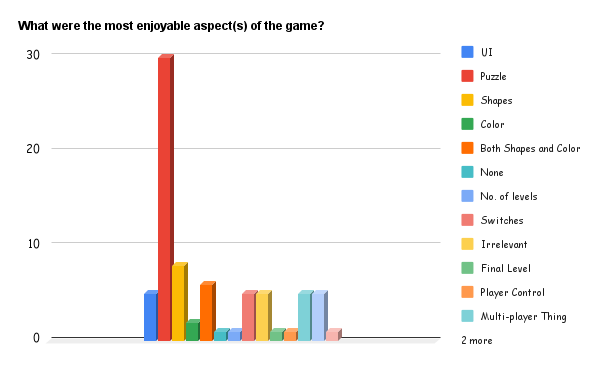 What were the most enjoyable aspect(s) of the game?
30
20
10
0
UI
Puzzle
Shapes
Color
Both Shapes and Color
None
No. of levels
Switches
Irrelevant
Final Level
Player Control
Multi-player Thing
2 more